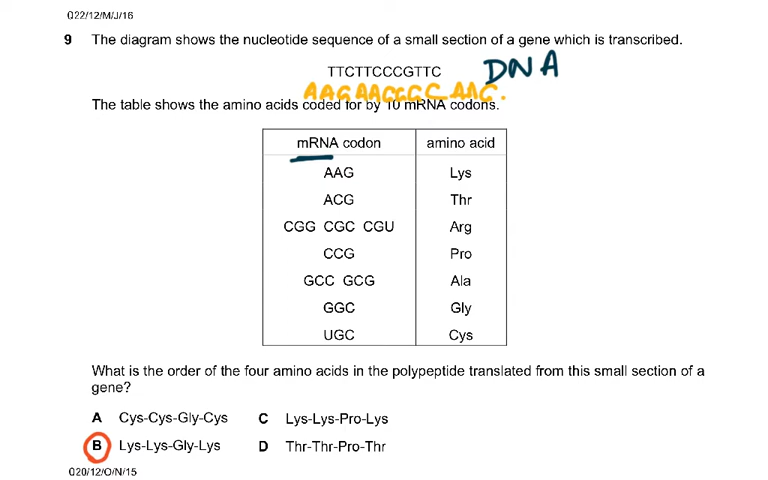 Q22/12/M/J/16
9 The diagram shows the nucleotide sequence of a small section of a gene which is transcribed.
TTCTTCCCGTTC DNA
AAGAAGGGCAAG.
The table shows the amino acids coded for by 10 mRNA codons.
mRNA codon amino acid
AAG Lys
ACG Thr
CGG CGC CGU Arg
CCG Pro
GCC GCG Ala
GGC Gly
UGC Cys
What is the order of the four amino acids in the polypeptide translated from this small section of a
gene?
A Cys-Cys-Gly-Cys C Lys-Lys-Pro-Lys
B Lys-Lys-Gly-Lys D Thr-Thr-Pro-Thr
Q20/12/O/N/15